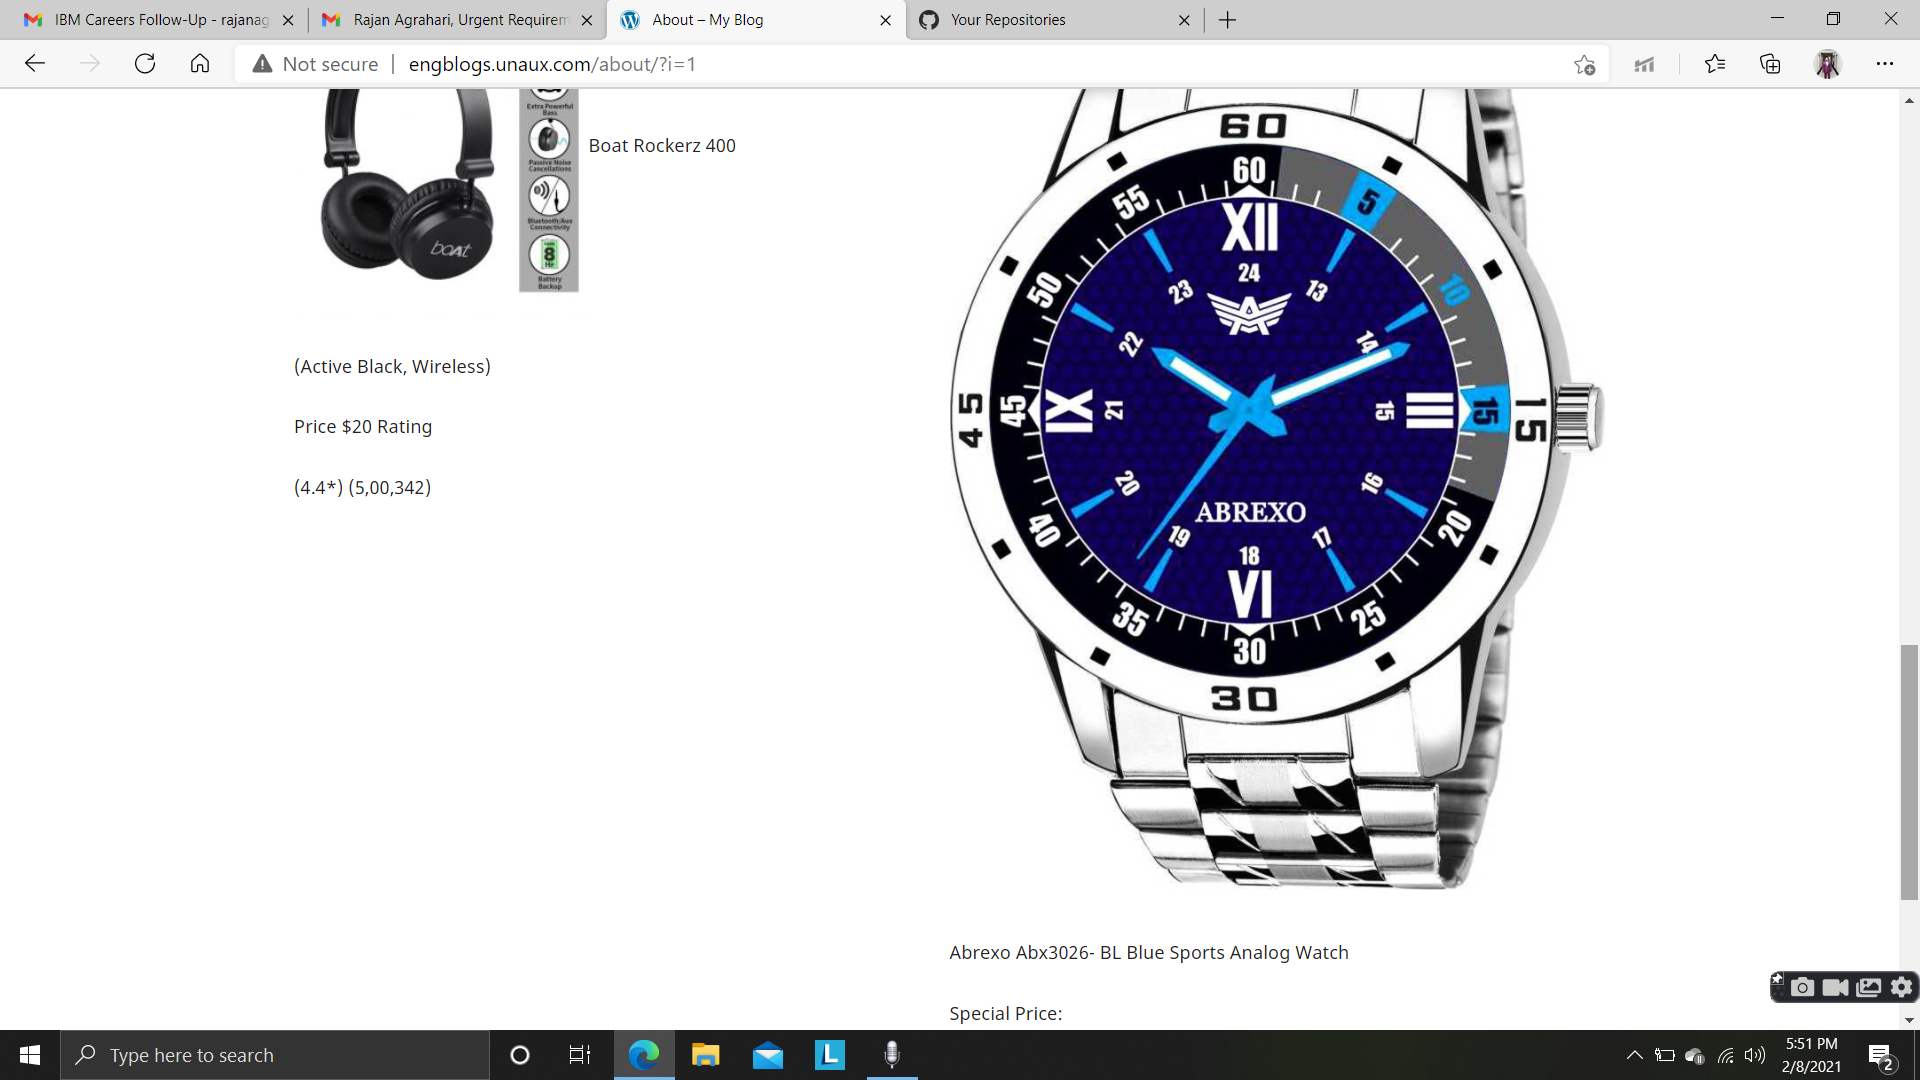 IBM Careers Follow-Up - rajanag
Rajan Agrahari, Urgent Requirem
About – My Blog
Your Repositories
Not secure | engblogs.unaux.com/about/?i=1
Extra Powerful
Bass
Passive Noise
Cancellations
Bluetooth/Aux
Connectivity
8
Hr
Battery
Backup
boAt
Boat Rockerz 400
(Active Black, Wireless)
Price $20 Rating
(4.4*) (5,00,342)
60
15
30
45
60
5
10
15
20
25
30
35
40
45
50
55
XII
III
VI
IX
24
13
14
15
16
17
18
19
20
21
22
23
ABREXO
Abrexo Abx3026- BL Blue Sports Analog Watch
Special Price:
Type here to search
L
5:51 PM
2/8/2021
2